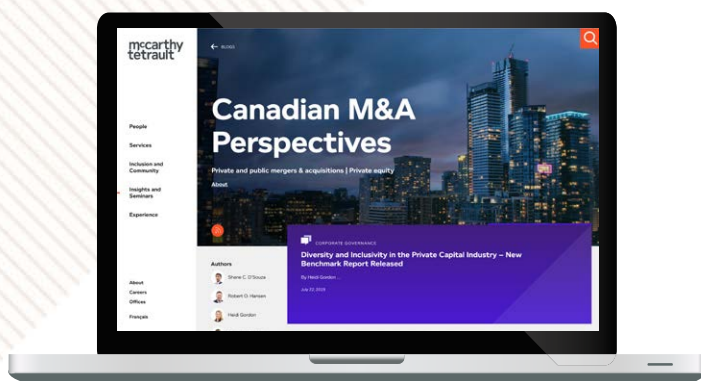 mccarthy
tetrault
People
Services
Inclusion and
Community
Insights and
Seminars
Experience
About
Careers
Offices
Français
← BLOGS
Canadian M&A
Perspectives
Private and public mergers & acquisitions | Private equity
About
Authors
Shane C. D'Souza
Robert O. Hansen
Heidi Gordon
CORPORATE GOVERNANCE
Diversity and Inclusivity in the Private Capital Industry – New
Benchmark Report Released
By Heidi Gordon ...